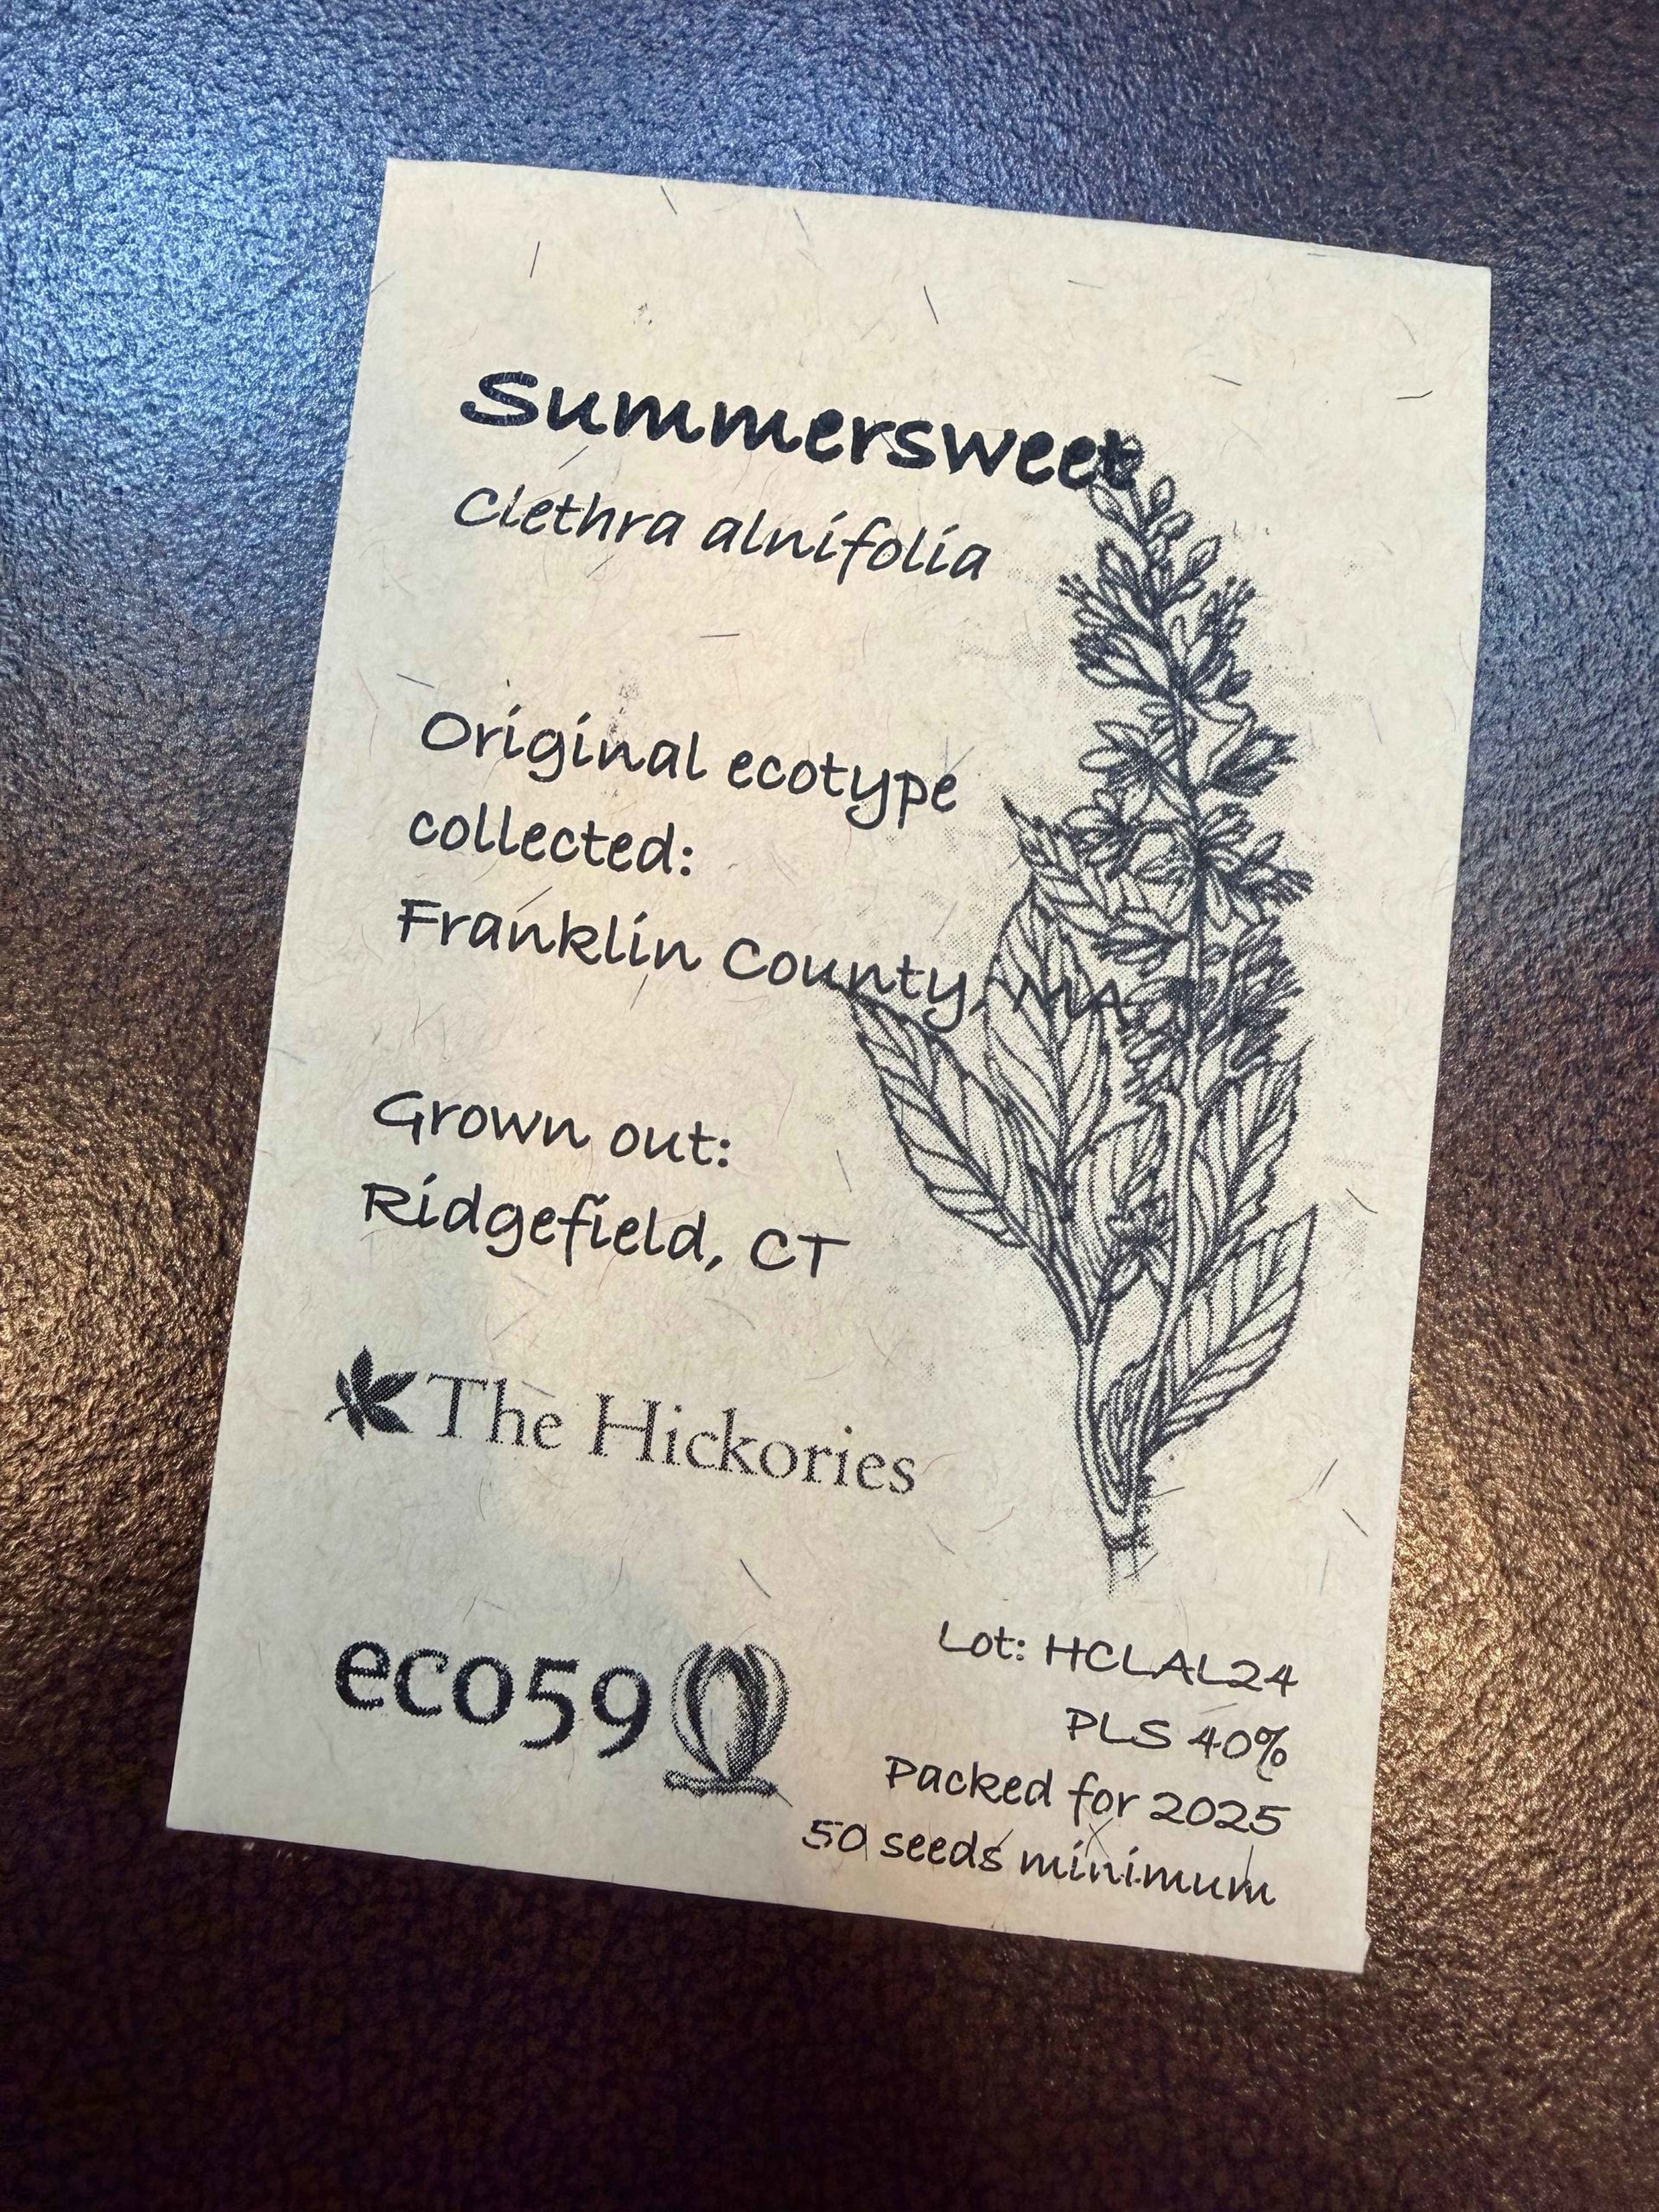 Summersweet
Clethra alnifolia
Original ecotype
collected:
Franklin County, MA
Grown out:
Ridgefield, CT
The Hickories
eco59
Lot: HCLAL24
PLS 40%
Packed for 2025
50 seeds minimum